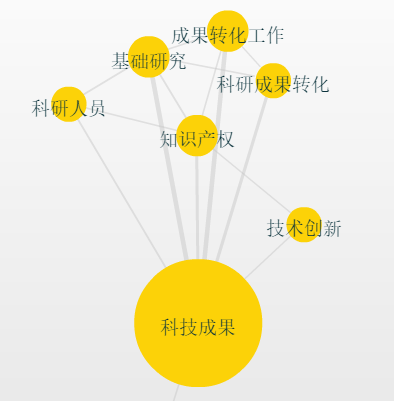 成果转化工作
基础研究
科研成果转化
科研人员
知识产权
技术创新
科技成果